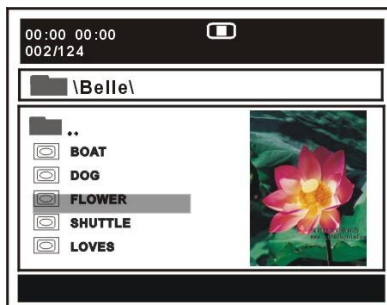 00:00 00:00
002/124
\Belle\
..
BOAT
DOG
FLOWER
SHUTTLE
LOVES